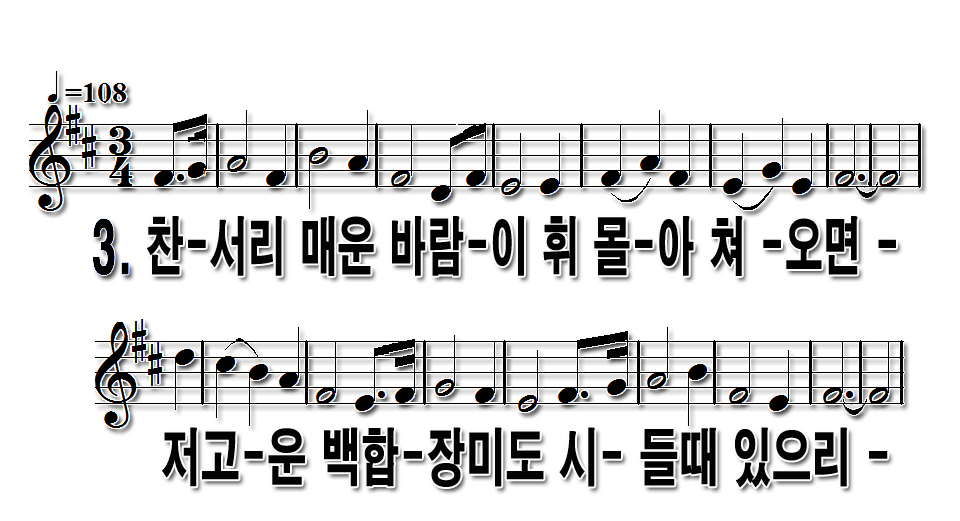 ♩=108
3/4
3. 찬-서리 매운 바람-이 휘 몰-아 쳐 -오면 -
저고-운 백합-장미도 시- 들때 있으리 -